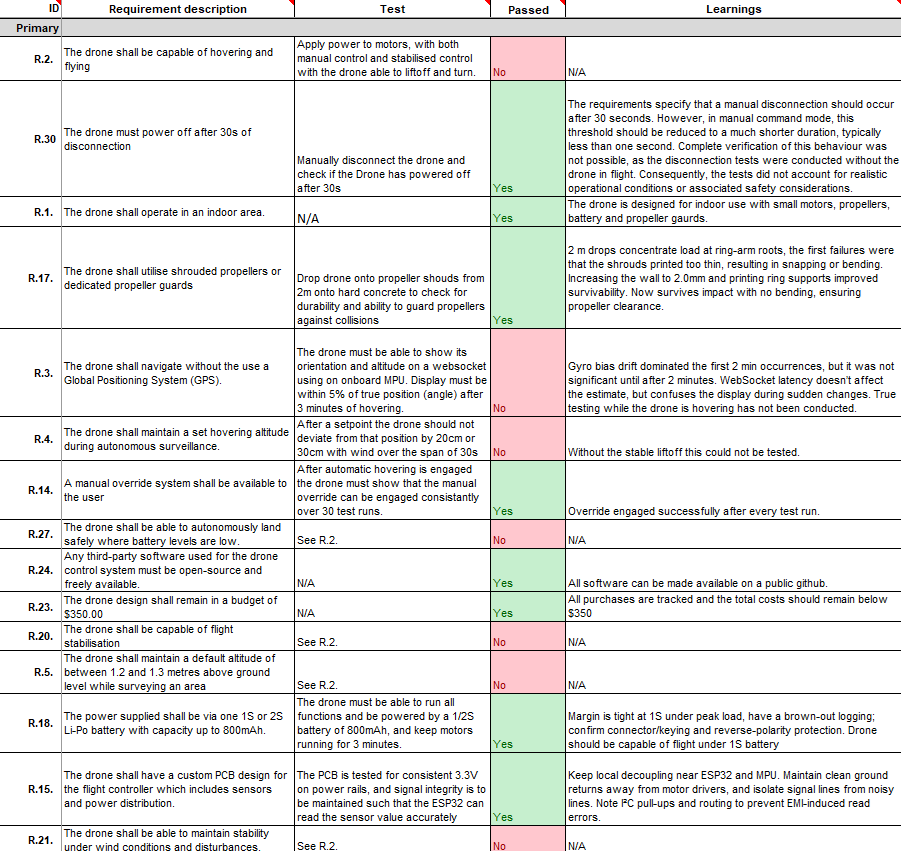 ID Requirement description Test Passed Learnings
Primary
R.2. The drone shall be capable of hovering and
flying
Apply power to motors, with both
manual control and stabilised control
with the drone able to liftoff and turn.
No
N/A
R.30 The drone must power off after 30s of
disconnection
Manually disconnect the drone and
check if the Drone has powered off
after 30s
Yes
The requirements specify that a manual disconnection should occur
after 30 seconds. However, in manual command mode, this
threshold should be reduced to a much shorter duration, typically
less than one second. Complete verification of this behaviour was
not possible, as the disconnection tests were conducted without the
drone in flight. Consequently, the tests did not account for realistic
operational conditions or associated safety considerations.
R.1. The drone shall operate in an indoor area.
N/A
Yes
The drone is designed for indoor use with small motors, propellers,
battery and propeller gaurds.
R.17. The drone shall utilise shrouded propellers or
dedicated propeller guards
Drop drone onto propeller shouds from
2m onto hard concrete to check for
durability and ability to guard propellers
against collisions
Yes
2 m drops concentrate load at ring-arm roots, the first failures were
that the shrouds printed too thin, resulting in snapping or bending.
Increasing the wall to 2.0mm and printing ring supports improved
survivability. Now survives impact with no bending, ensuring
propeller clearance.
R.3. The drone shall navigate without the use a
Global Positioning System (GPS).
The drone must be able to show its
orientation and altitude on a websocket
using on onboard MPU. Display must be
within 5% of true position (angle) after
3 minutes of hovering.
No
Gyro bias drift dominated the first 2 min occurrences, but it was not
significant until after 2 minutes. WebSocket latency doesn't affect
the estimate, but confuses the display during sudden changes. True
testing while the drone is hovering has not been conducted.
R.4. The drone shall maintain a set hovering altitude
during autonomous surveillance.
After a setpoint the drone should not
deviate from that position by 20cm or
30cm with wind over the span of 30s
No
Without the stable liftoff this could not be tested.
R.14. A manual override system shall be available to
the user
After automatic hovering is engaged
the drone must show that the manual
override can be engaged consistantly
over 30 test runs.
Yes
Override engaged successfully after every test run.
R.27. The drone shall be able to autonomously land
safely where battery levels are low.
See R.2.
No
N/A
R.24. Any third-party software used for the drone
control system must be open-source and
freely available.
N/A
Yes
All software can be made available on a public github.
R.23. The drone design shall remain in a budget of
$350.00
N/A
Yes
All purchases are tracked and the total costs should remain below
$350
R.20. The drone shall be capable of flight
stabilisation
See R.2.
No
N/A
R.5. The drone shall maintain a default altitude of
between 1.2 and 1.3 metres above ground
level while surveying an area
See R.2.
No
N/A
R.18. The power supplied shall be via one 1S or 2S
Li-Po battery with capacity up to 800mAh.
The drone must be able to run all
functions and be powered by a 1/2S
battery of 800mAh, and keep motors
running for 3 minutes.
Yes
Margin is tight at 1S under peak load, have a brown-out logging;
confirm connector/keying and reverse-polarity protection. Drone
should be capable of flight under 1S battery
R.15. The drone shall have a custom PCB design for
the flight controller which includes sensors
and power distribution.
The PCB is tested for consistent 3.3V
on power rails, and signal integrity is to
be maintained such that the ESP32 can
read the sensor value accurately
Yes
Keep local decoupling near ESP32 and MPU. Maintain clean ground
returns away from motor drivers, and isolate signal lines from noisy
lines. Note I²C pull-ups and routing to prevent EMI-induced read
errors.
R.21. The drone shall be able to maintain stability
under wind conditions and disturbances.
See R.2.
No
N/A